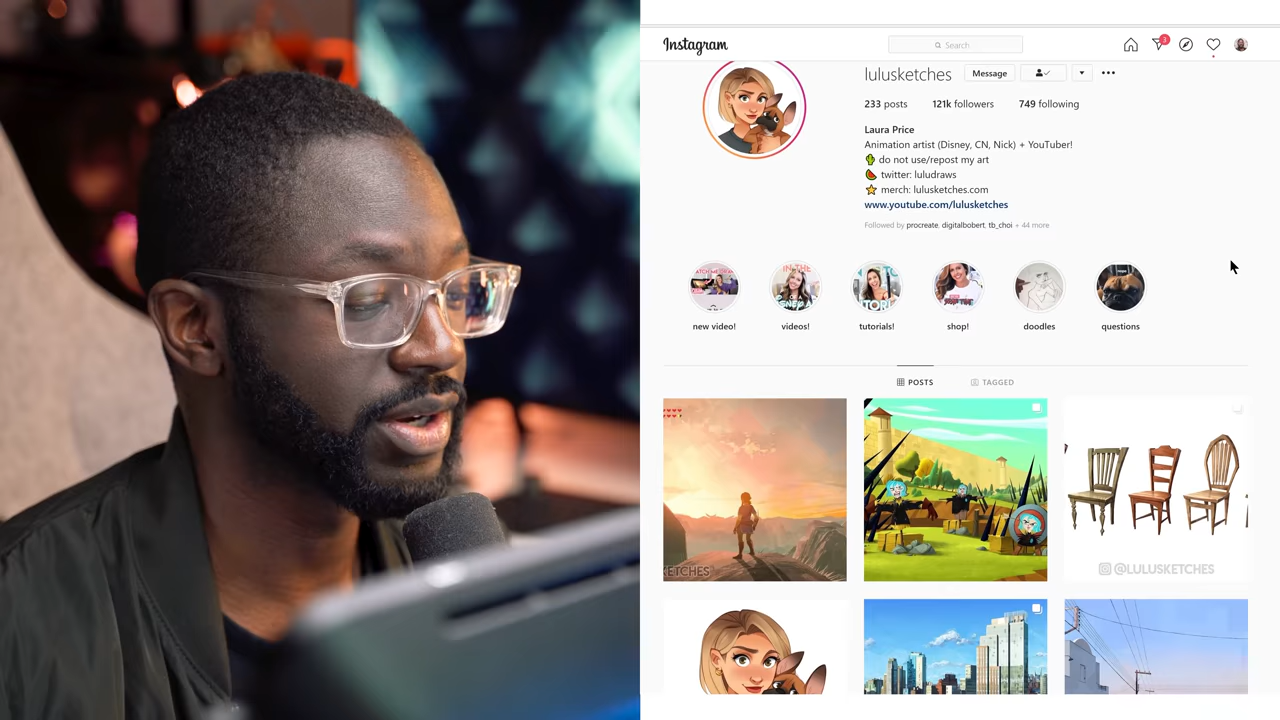 Instagram
Search
3
lulusketches
Message
233 posts 121k followers 749 following
Laura Price
Animation artist (Disney, CN, Nick) + YouTuber!
do not use/repost my art
twitter: luludraws
merch: lulusketches.com
www.youtube.com/lulusketches
Followed by procreate, digitalbobert, tb_choi + 44 more
new video! videos! tutorials! shop! doodles questions
POSTS TAGGED
ETCHES
@LULUSKETCHES